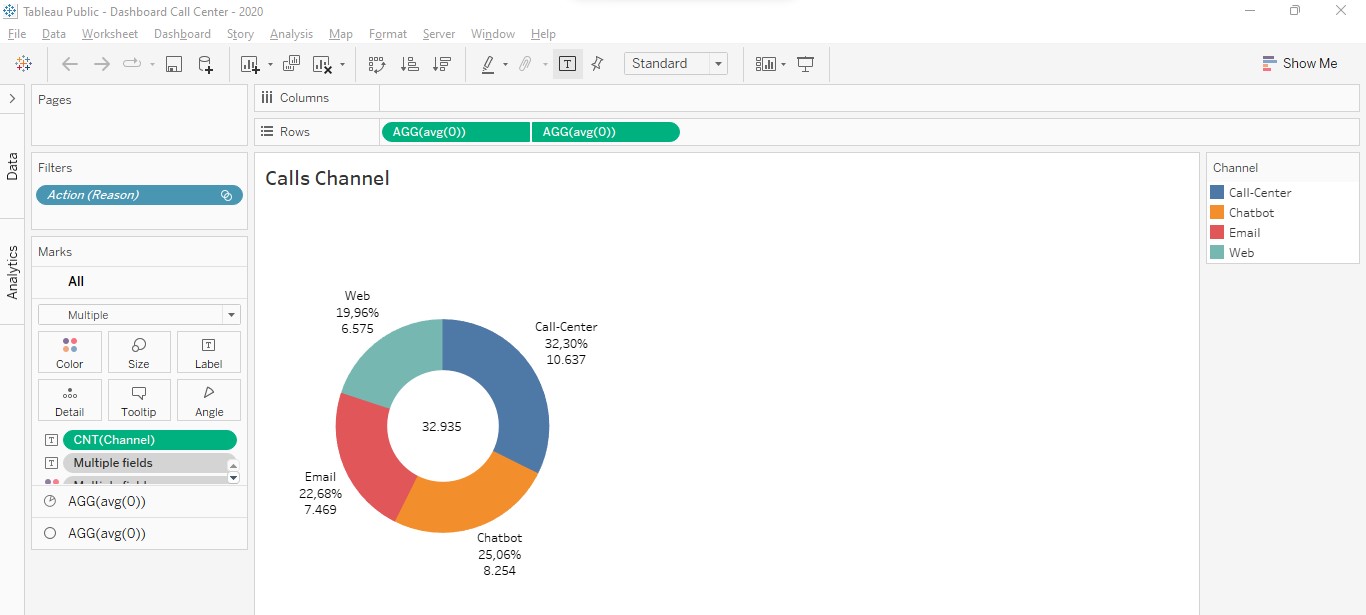 Tableau Public - Dashboard Call Center - 2020
File Data Worksheet Dashboard Story Analysis Map Format Server Window Help
Standard
Show Me
Data
Analytics
Pages
Columns
Rows
AGG(avg(0))
AGG(avg(0))
Filters
Action (Reason)
Marks
All
Multiple
Color
Size
Label
Detail
Tooltip
Angle
CNT(Channel)
Multiple fields
AGG(avg(0))
AGG(avg(0))
Calls Channel
Web
19,96%
6.575
Call-Center
32,30%
10.637
32.935
Email
22,68%
7.469
Chatbot
25,06%
8.254
Channel
Call-Center
Chatbot
Email
Web